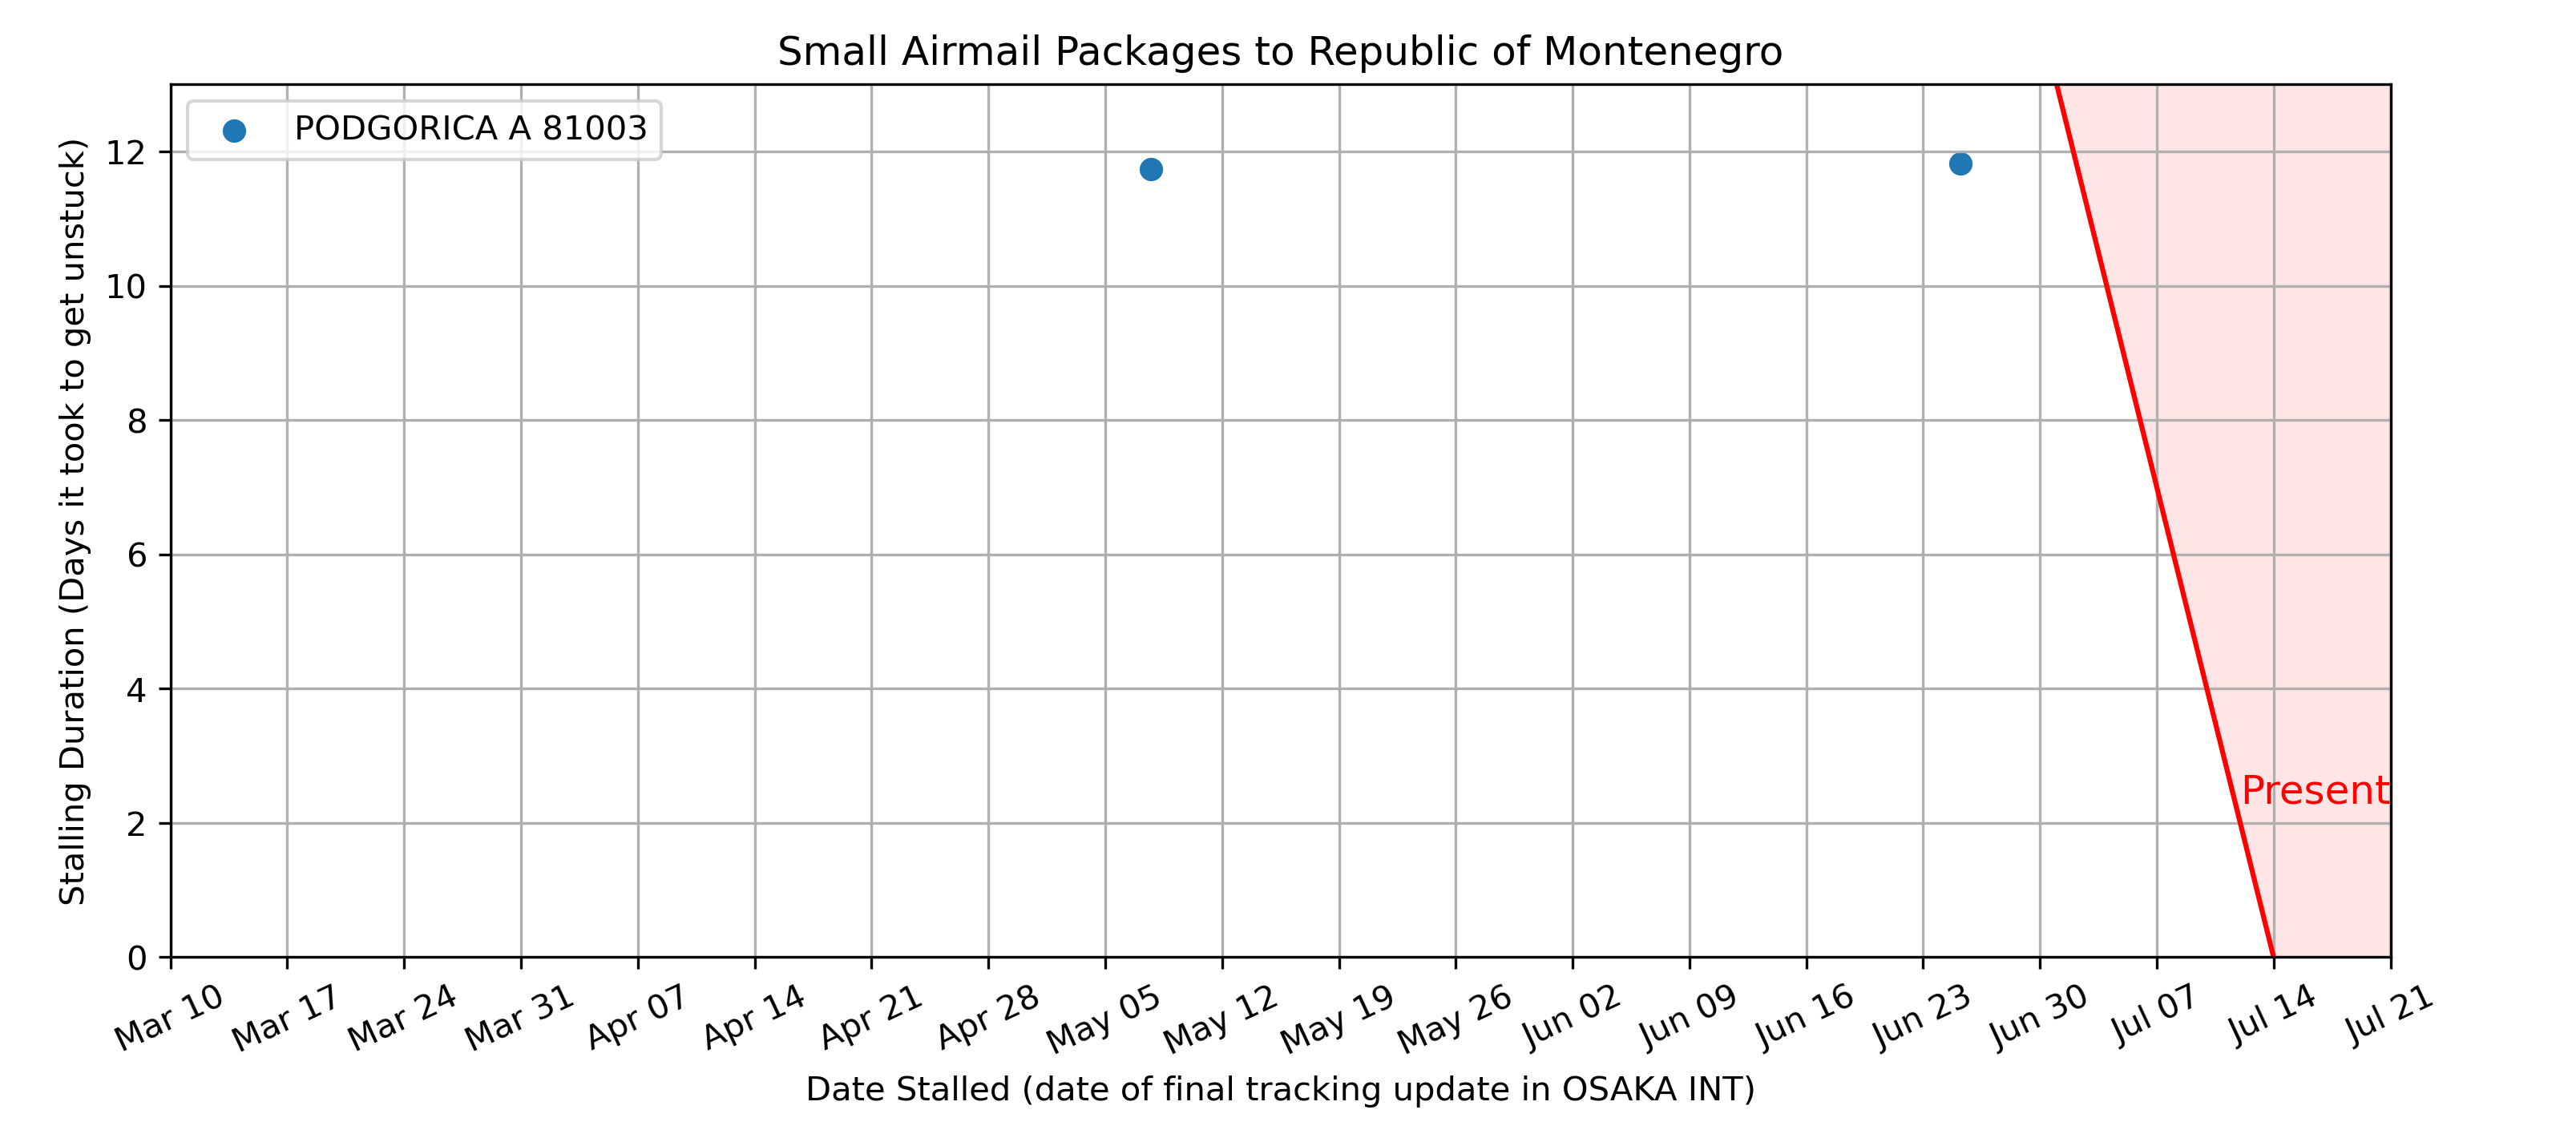 Small Airmail Packages to Republic of Montenegro
PODGORICA A 81003
Stalling Duration (Days it took to get unstuck)
12
10
8
6
4
2
0
Present
Mar 10 Mar 17 Mar 24 Mar 31 Apr 07 Apr 14 Apr 21 Apr 28 May 05 May 12 May 19 May 26 Jun 02 Jun 09 Jun 16 Jun 23 Jun 30 Jul 07 Jul 14 Jul 21
Date Stalled (date of final tracking update in OSAKA INT)